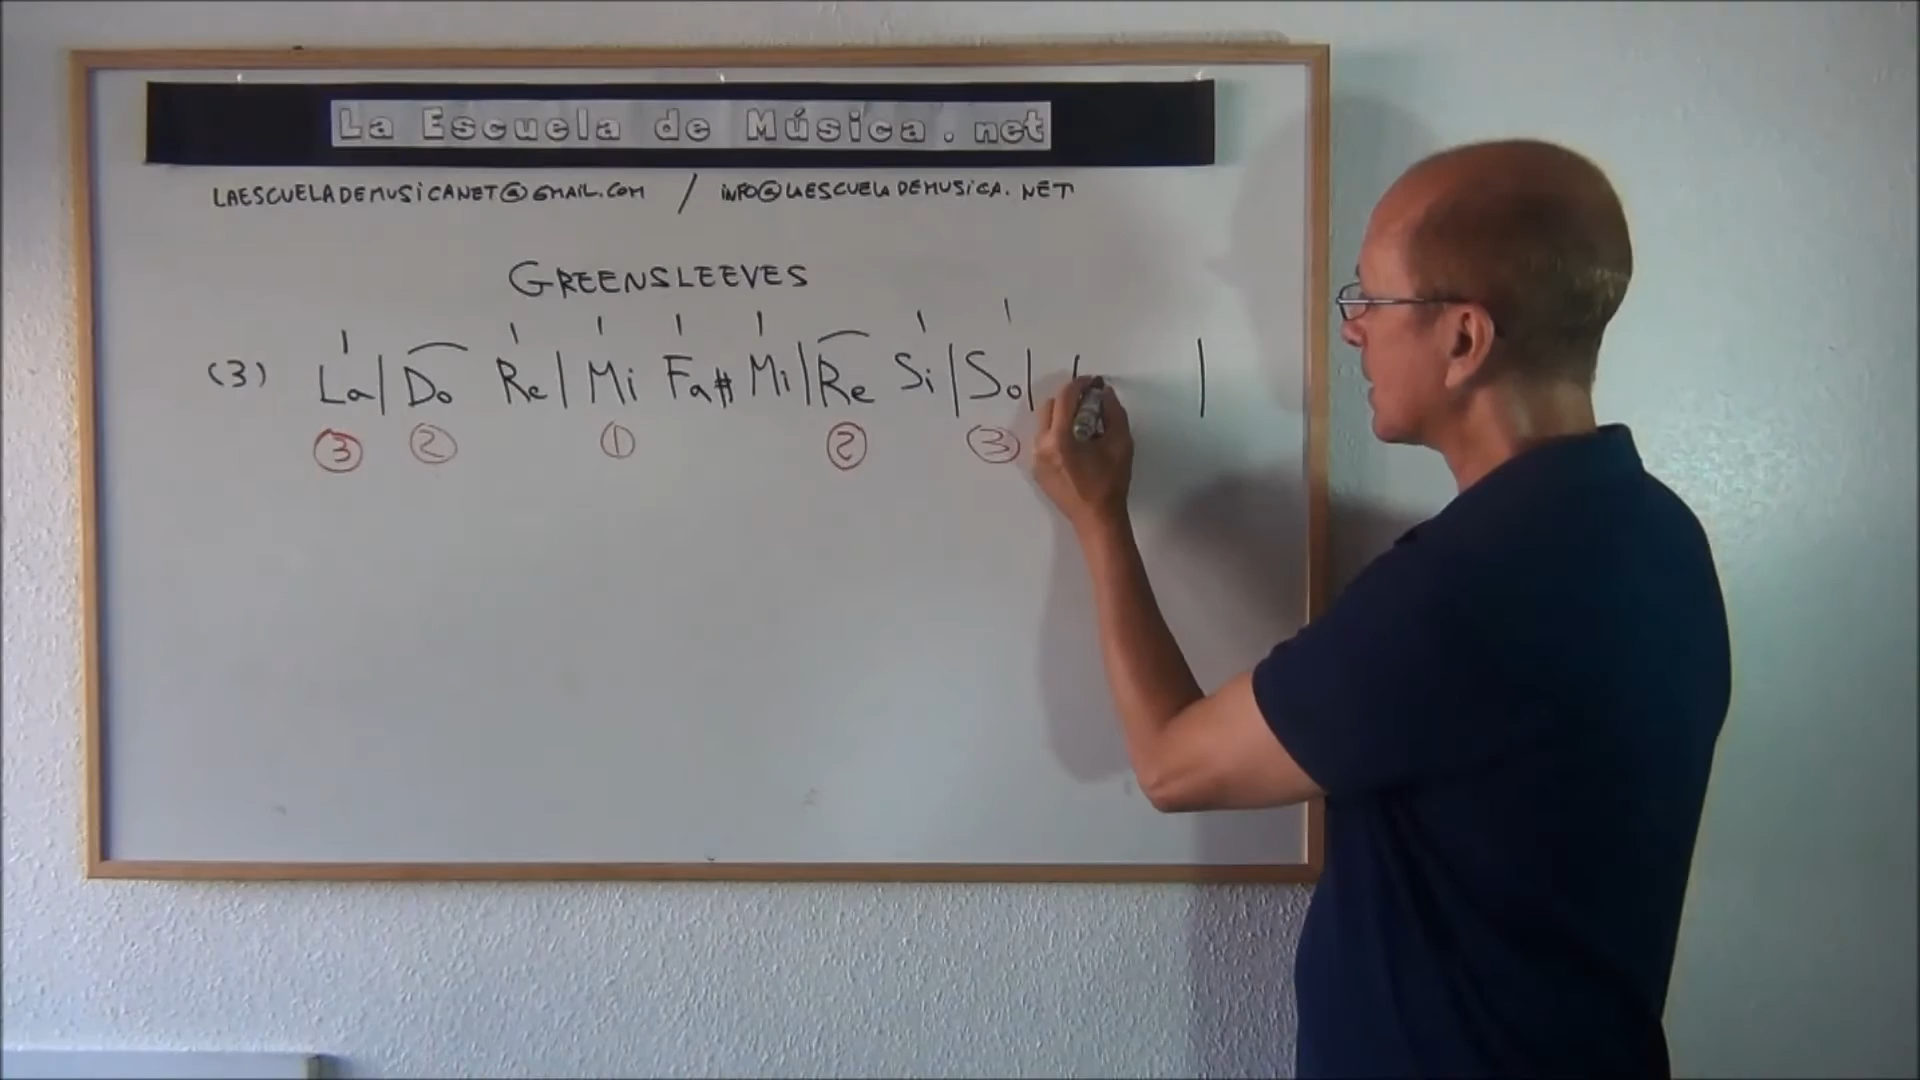 La Escuela de Música.net
LAESCUELADEMUSICANET@GMAIL.COM / INFO@LAESCUELADEMUSICA.NET
GREENSLEEVES
(3) La | Do Re | Mi Fa# Mi | Re Si | Sol
3 2 1 2 3